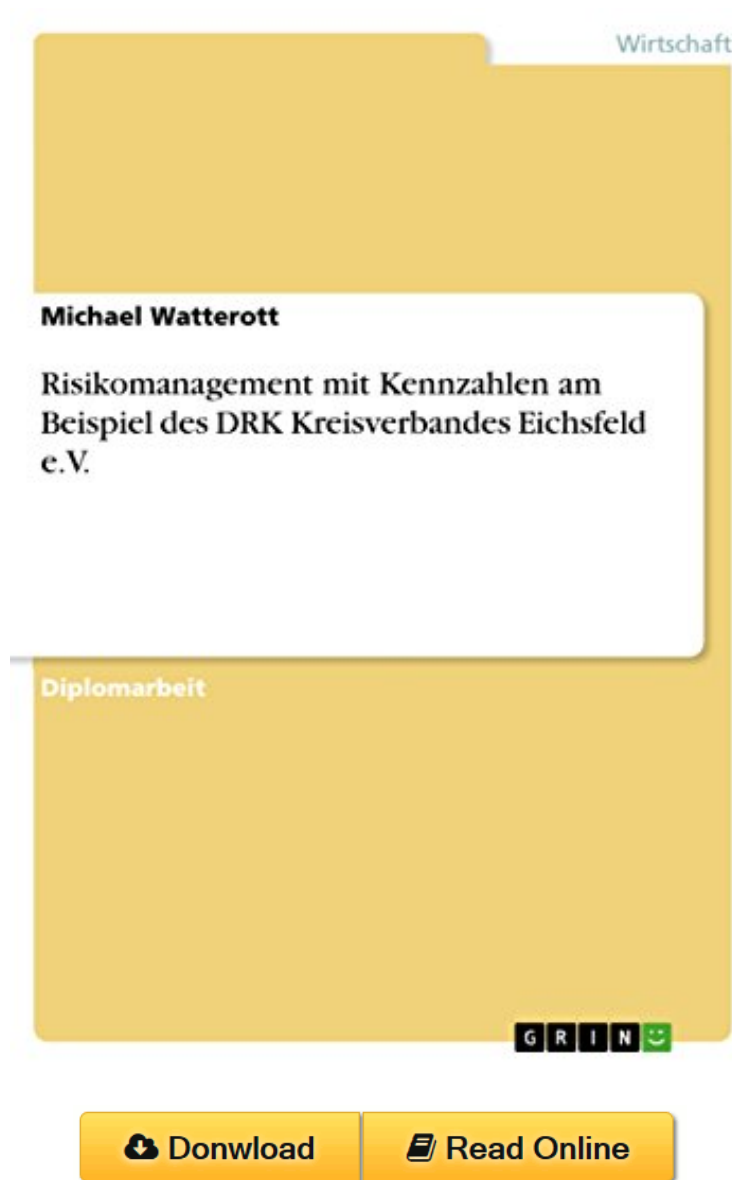 Wirtschaft
Michael Watterott
Risikomanagement mit Kennzahlen am
Beispiel des DRK Kreisverbandes Eichsfeld
e.V.
Diplomarbeit
GRIN
Donwload
Read Online